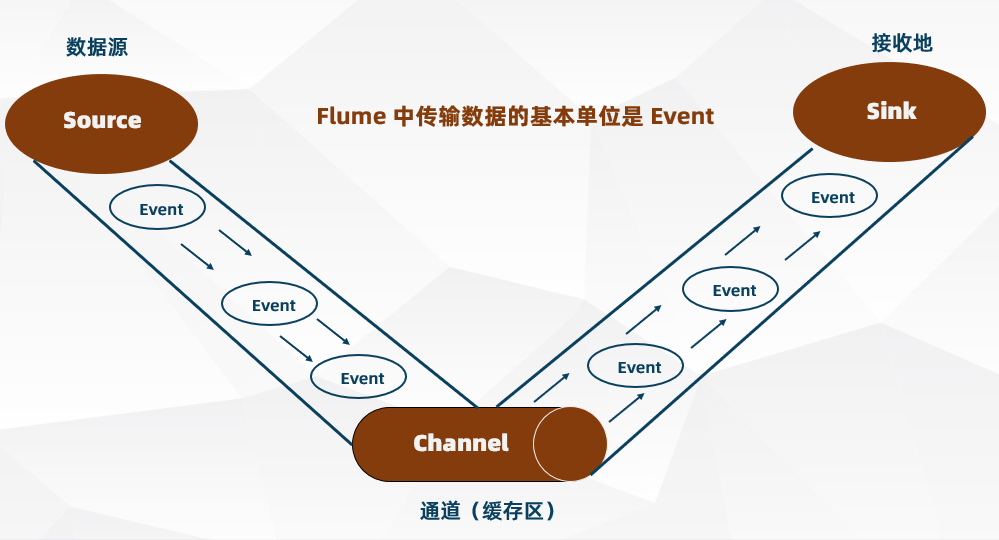 数据源
接收地
Source
Sink
Flume 中传输数据的基本单位是 Event
Event
Event
Event
Event
Event
Event
Channel
通道（缓存区）